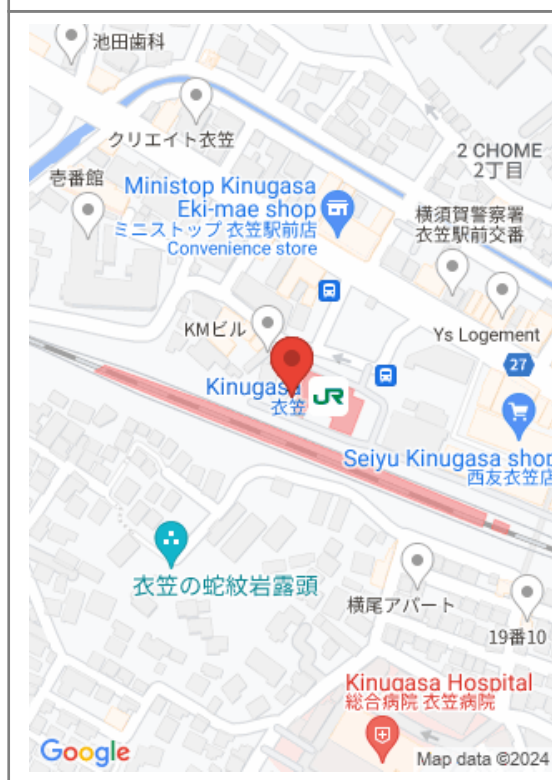 池田歯科
クリエイト衣笠
2 CHOME
2丁目
壱番館
Ministop Kinugasa
Eki-mae shop
ミニストップ 衣笠駅前店
Convenience store
横須賀警察署
衣笠駅前交番
KMビル
Ys Logement
27
Kinugasa
衣笠
JR
Seiyu Kinugasa shop
西友衣笠店
衣笠の蛇紋岩露頭
横尾アパート
19番10
Kinugasa Hospital
総合病院 衣笠病院
Google
Map data ©2024